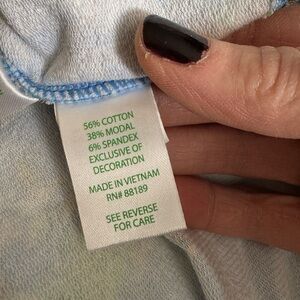 56% COTTON
38% MODAL
6% SPANDEX
EXCLUSIVE OF
DECORATION
MADE IN VIETNAM
RN# 88189
SEE REVERSE
FOR CARE